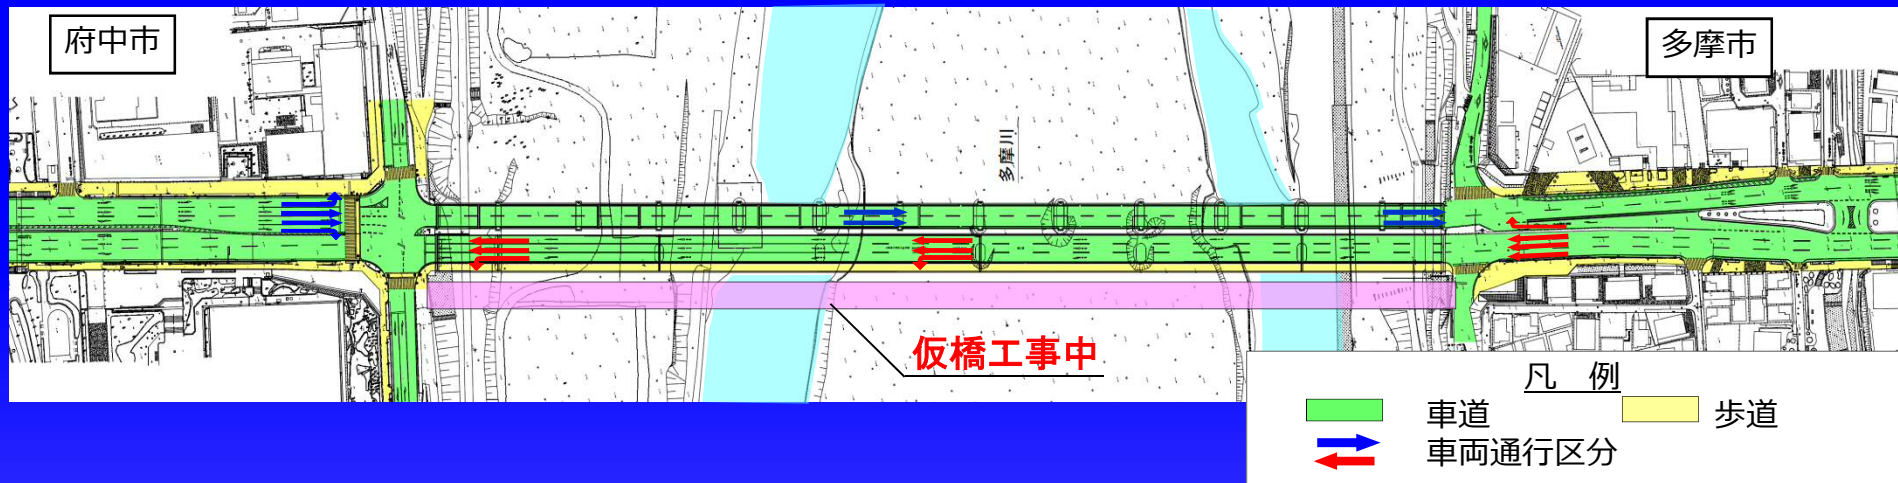 府中市
多摩市
多摩川
仮橋工事中
凡 例
車道
歩道
車両通行区分